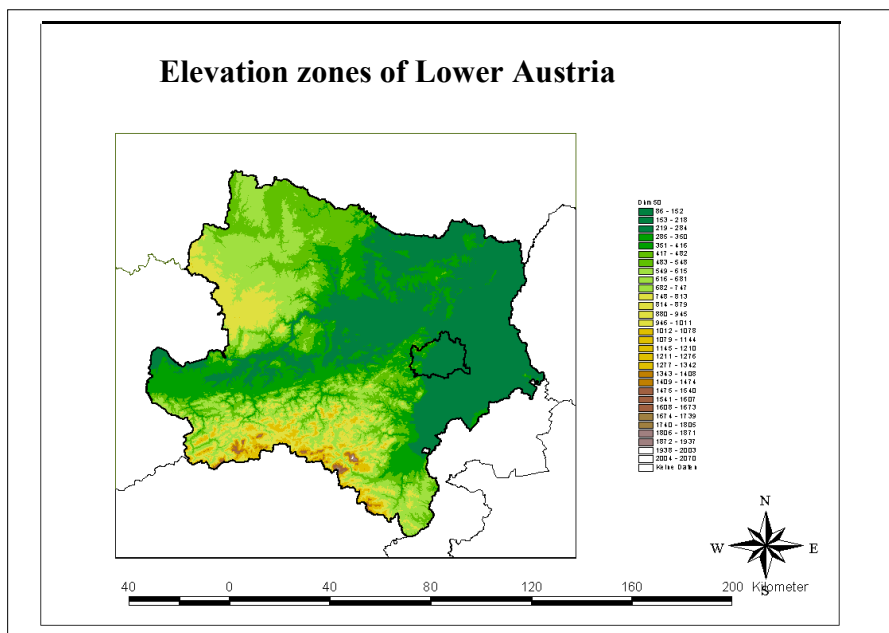 Elevation zones of Lower Austria
Dhm 50
86 - 152
153 - 218
219 - 284
285 - 350
351 - 416
417 - 482
483 - 548
549 - 615
616 - 681
682 - 747
748 - 813
814 - 879
880 - 945
946 - 1011
1012 - 1078
1079 - 1144
1145 - 1210
1211 - 1276
1277 - 1342
1343 - 1408
1409 - 1474
1475 - 1540
1541 - 1607
1608 - 1673
1674 - 1739
1740 - 1805
1806 - 1871
1872 - 1937
1938 - 2003
2004 - 2070
Keine Daten
N
W E
S
40 0 40 80 120 160 200 Kilometer